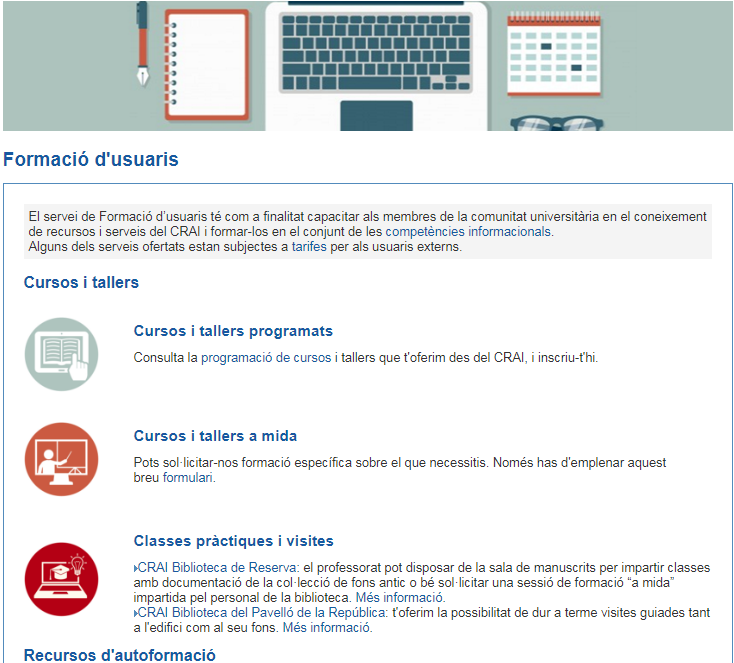 Formació d'usuaris
El servei de Formació d'usuaris té com a finalitat capacitar als membres de la comunitat universitària en el coneixement
de recursos i serveis del CRAI i formar-los en el conjunt de les competències informacionals.
Alguns dels serveis ofertats estan subjectes a tarifes per als usuaris externs.
Cursos i tallers
Cursos i tallers programats
Consulta la programació de cursos i tallers que t'oferim des del CRAI, i inscriu-t'hi.
Cursos i tallers a mida
Pots sol·licitar-nos formació específica sobre el que necessitis. Només has d'emplenar aquest
breu formulari.
Classes pràctiques i visites
CRAI Biblioteca de Reserva: el professorat pot disposar de la sala de manuscrits per impartir classes
amb documentació de la col·lecció de fons antic o bé sol·licitar una sessió de formació “a mida”
impartida pel personal de la biblioteca. Més informació.
CRAI Biblioteca del Pavelló de la República: t'oferim la possibilitat de dur a terme visites guiades tant
a l'edifici com al seu fons. Més informació.
Recursos d'autoformació